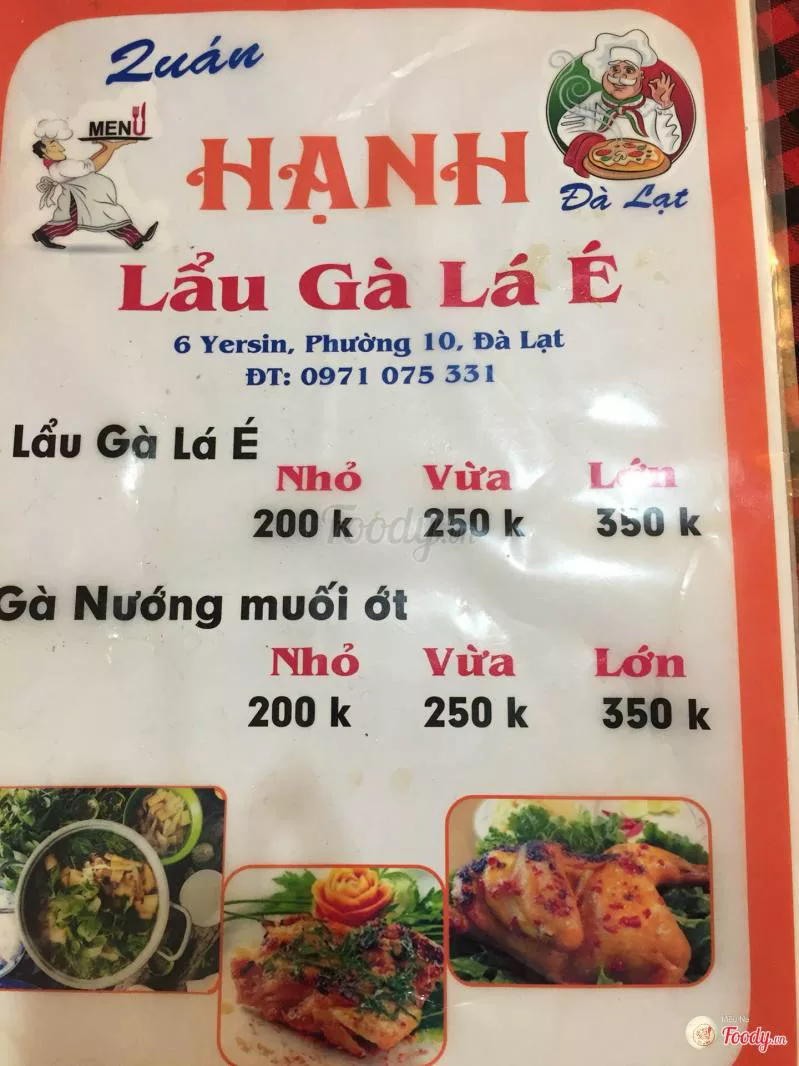 Quán
MENU
HẠNH
Đà Lạt
Lẩu Gà Lá É
6 Yersin, Phường 10, Đà Lạt
ĐT: 0971 075 331
Lẩu Gà Lá É
Nhỏ Vừa Lớn
200 k 250 k 350 k
Foody.vn
Gà Nướng muối ớt
Nhỏ Vừa Lớn
200 k 250 k 350 k
Foody.vn